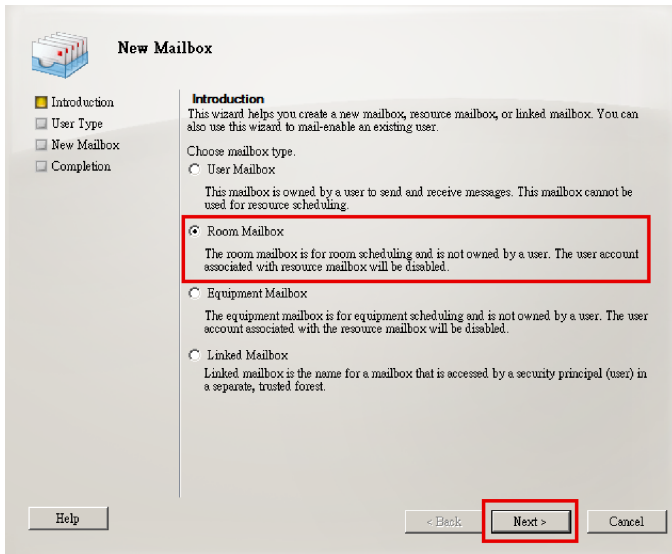 New Mailbox
Introduction
User Type
New Mailbox
Completion
Introduction
This wizard helps you create a new mailbox, resource mailbox, or linked mailbox. You can
also use this wizard to mail-enable an existing user.
Choose mailbox type.
User Mailbox
This mailbox is owned by a user to send and receive messages. This mailbox cannot be
used for resource scheduling.
Room Mailbox
The room mailbox is for room scheduling and is not owned by a user. The user account
associated with resource mailbox will be disabled.
Equipment Mailbox
The equipment mailbox is for equipment scheduling and is not owned by a user. The user
account associated with the resource mailbox will be disabled.
Linked Mailbox
Linked mailbox is the name for a mailbox that is accessed by a security principal (user) in
a separate, trusted forest.
Help
< Back
Next >
Cancel